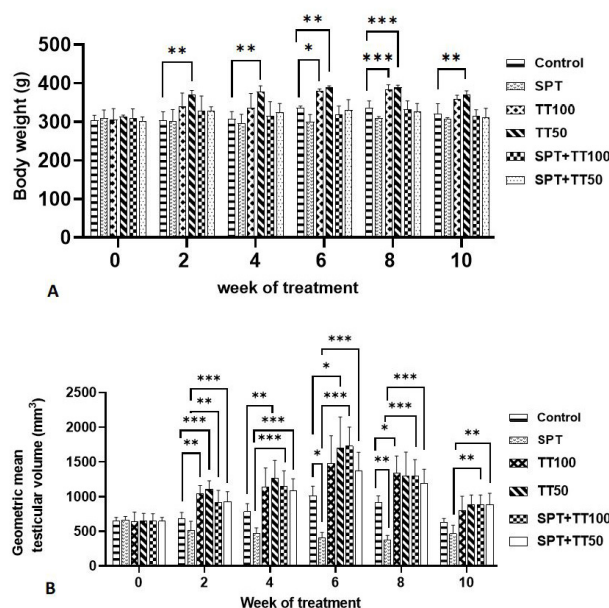 ** ** ** * *** *** **
500
400
300
200
100
0
Body weight (g)
0 2 4 6 8 10
week of treatment
Control
SPT
TT100
TT50
SPT+TT100
SPT+TT50
A
***
*** ** *** ** ** *** *** * *** * *** *** * ** ** **
2500
2000
1500
1000
500
0
Geometric mean
testicular volume (mm³)
0 2 4 6 8 10
Week of treatment
Control
SPT
TT100
TT50
SPT+TT100
SPT+TT50
B